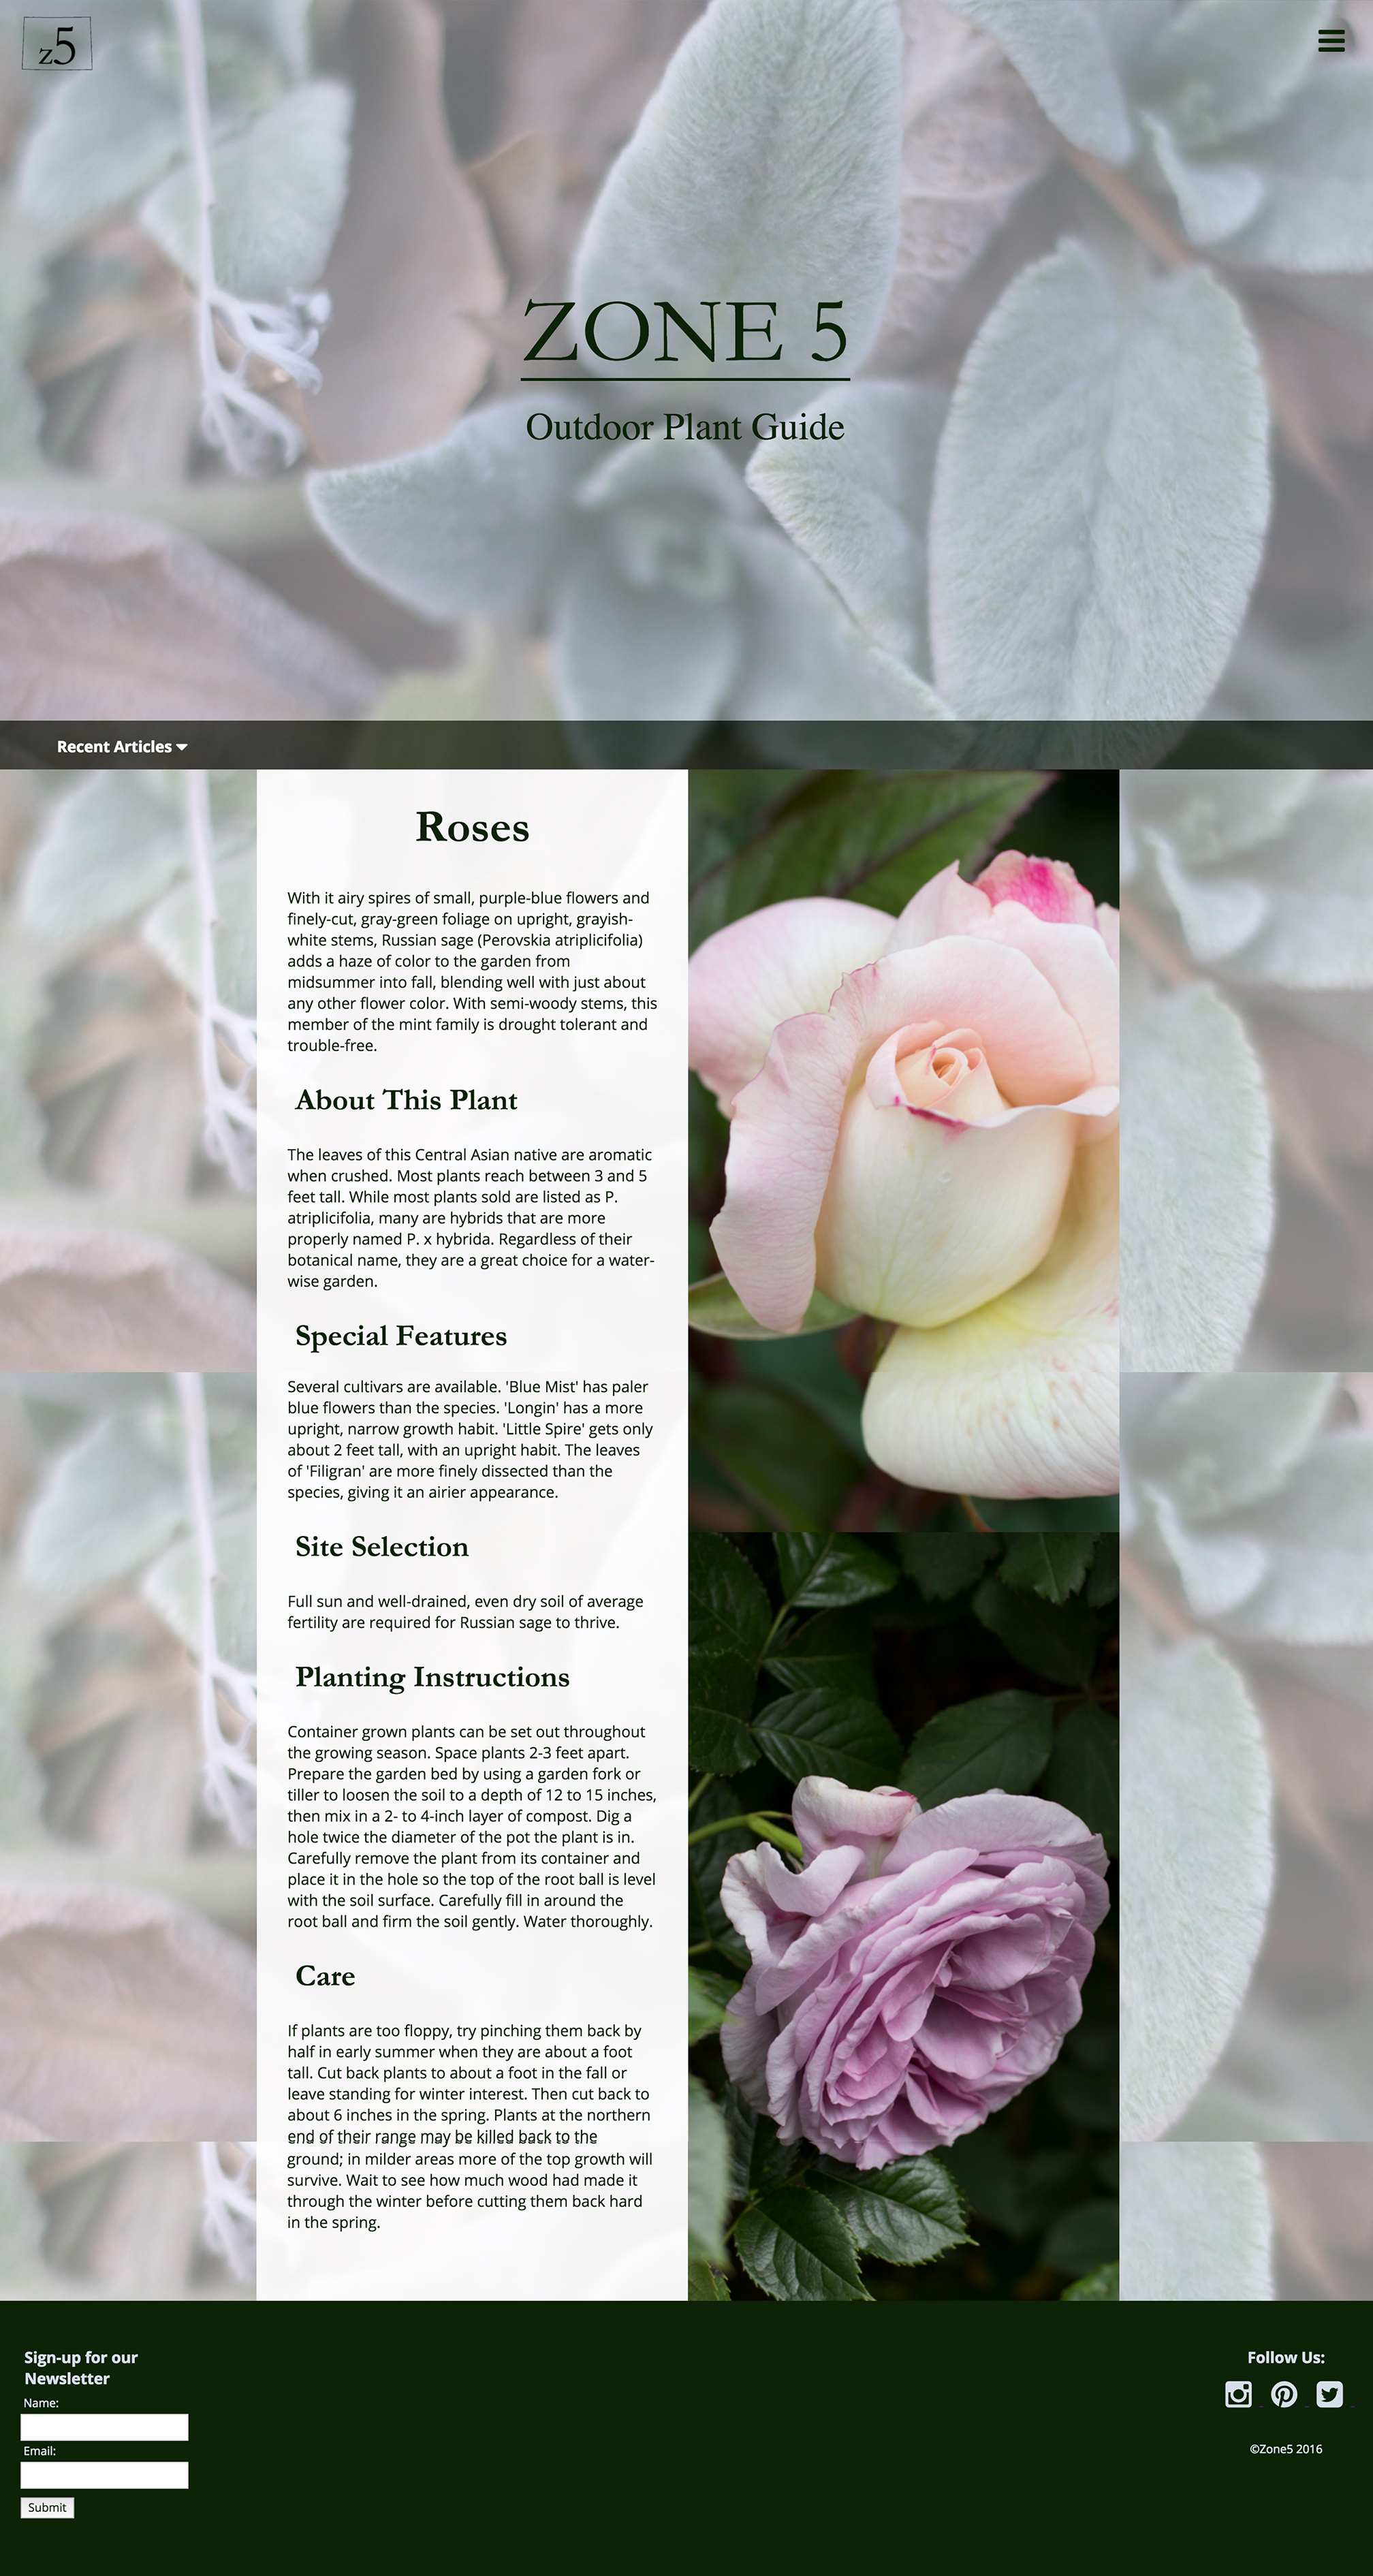 z5
ZONE 5
Outdoor Plant Guide
Recent Articles
Roses
With it airy spires of small, purple-blue flowers and
finely-cut, gray-green foliage on upright, grayish-
white stems, Russian sage (Perovskia atriplicifolia)
adds a haze of color to the garden from
midsummer into fall, blending well with just about
any other flower color. With semi-woody stems, this
member of the mint family is drought tolerant and
trouble-free.
About This Plant
The leaves of this Central Asian native are aromatic
when crushed. Most plants reach between 3 and 5
feet tall. While most plants sold are listed as P.
atriplicifolia, many are hybrids that are more
properly named P. x hybrida. Regardless of their
botanical name, they are a great choice for a water-
wise garden.
Special Features
Several cultivars are available. 'Blue Mist' has paler
blue flowers than the species. 'Longin' has a more
upright, narrow growth habit. 'Little Spire' gets only
about 2 feet tall, with an upright habit. The leaves
of 'Filigran' are more finely dissected than the
species, giving it an airier appearance.
Site Selection
Full sun and well-drained, even dry soil of average
fertility are required for Russian sage to thrive.
Planting Instructions
Container grown plants can be set out throughout
the growing season. Space plants 2-3 feet apart.
Prepare the garden bed by using a garden fork or
tiller to loosen the soil to a depth of 12 to 15 inches,
then mix in a 2- to 4-inch layer of compost. Dig a
hole twice the diameter of the pot the plant is in.
Carefully remove the plant from its container and
place it in the hole so the top of the root ball is level
with the soil surface. Carefully fill in around the
root ball and firm the soil gently. Water thoroughly.
Care
If plants are too floppy, try pinching them back by
half in early summer when they are about a foot
tall. Cut back plants to about a foot in the fall or
leave standing for winter interest. Then cut back to
about 6 inches in the spring. Plants at the northern
end of their range may be killed back to the
ground; in milder areas more of the top growth will
survive. Wait to see how much wood had made it
through the winter before cutting them back hard
in the spring.
Sign-up for our
Newsletter
Name:
Email:
Submit
Follow Us:
©Zone5 2016